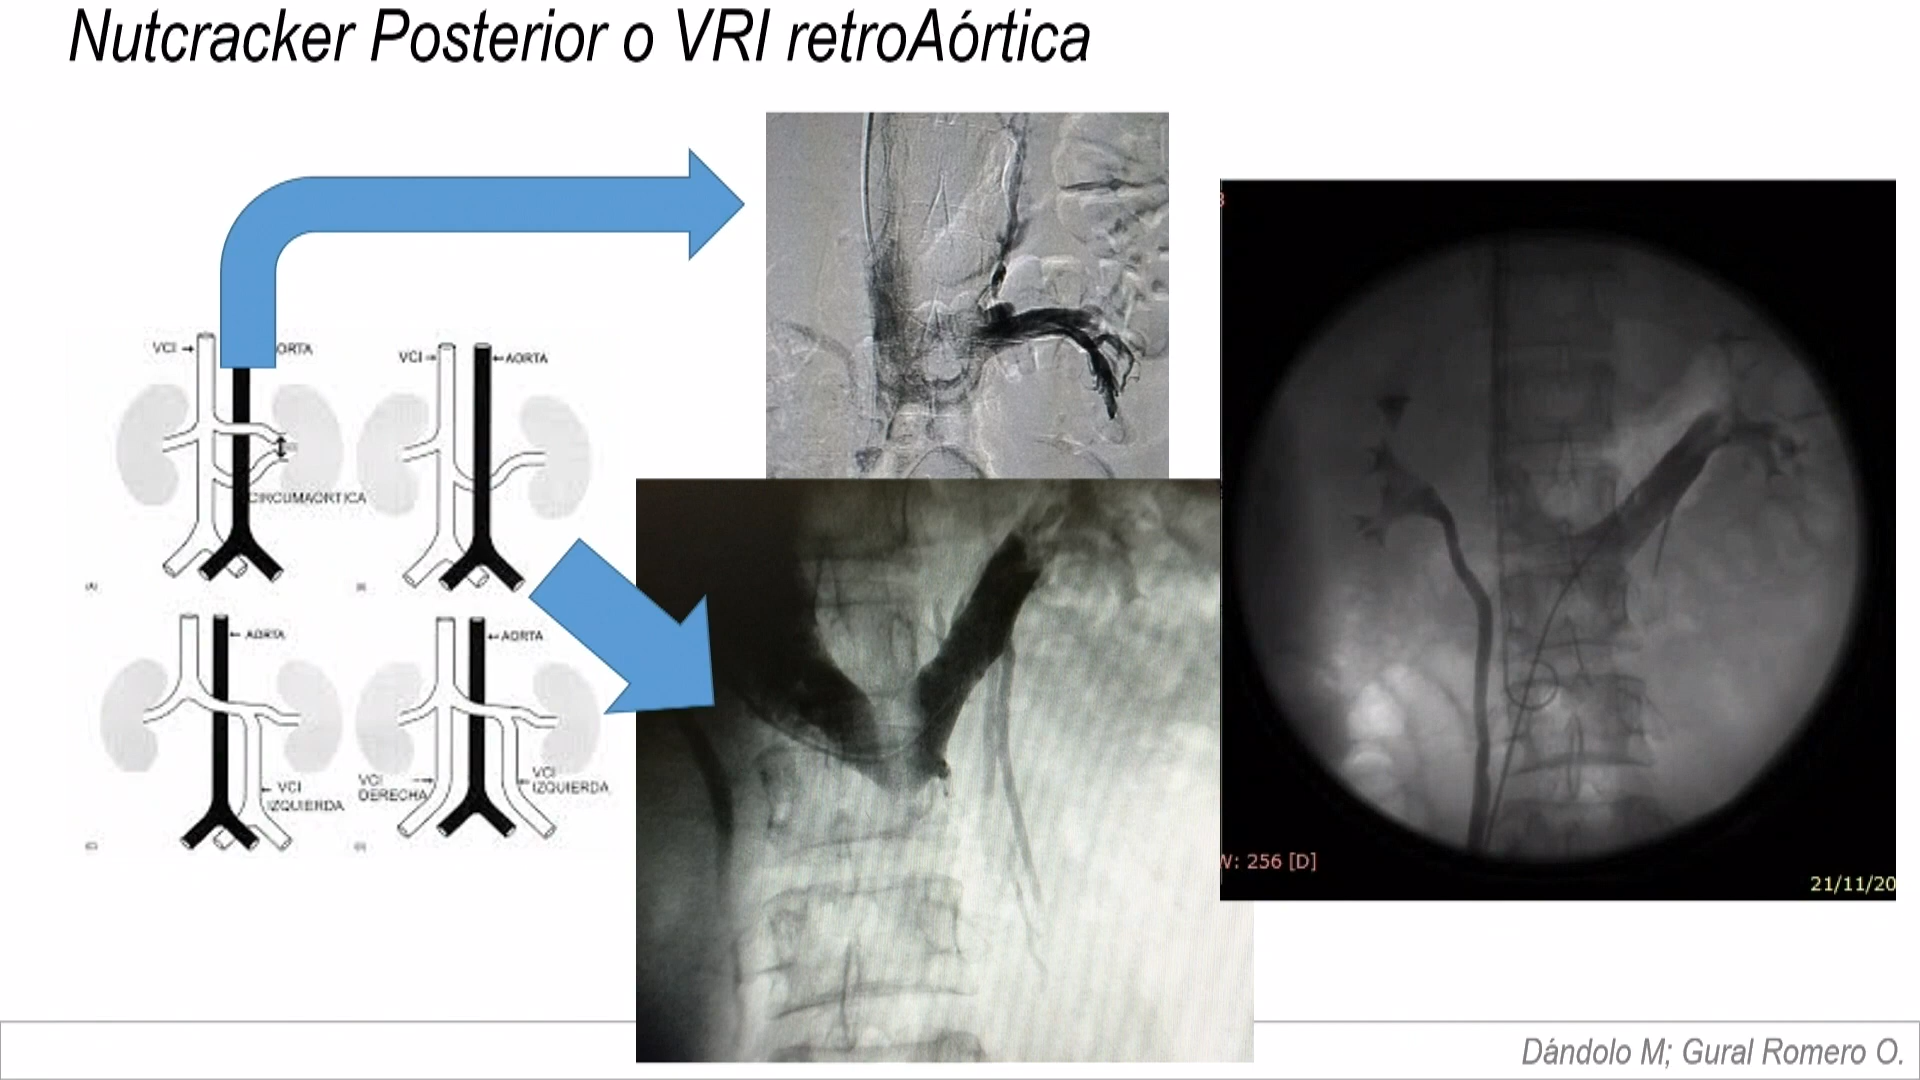 Nutcracker Posterior o VRI retroAórtica
VCI
ORTA
VCI
AORTA
CIRCUMAORTICA
AORTA
AORTA
VCI
IZQUIERDA
VCI
DERECHA
VCI
IZQUIERDA
W: 256 [D]
21/11/20
Dándolo M; Gural Romero O.